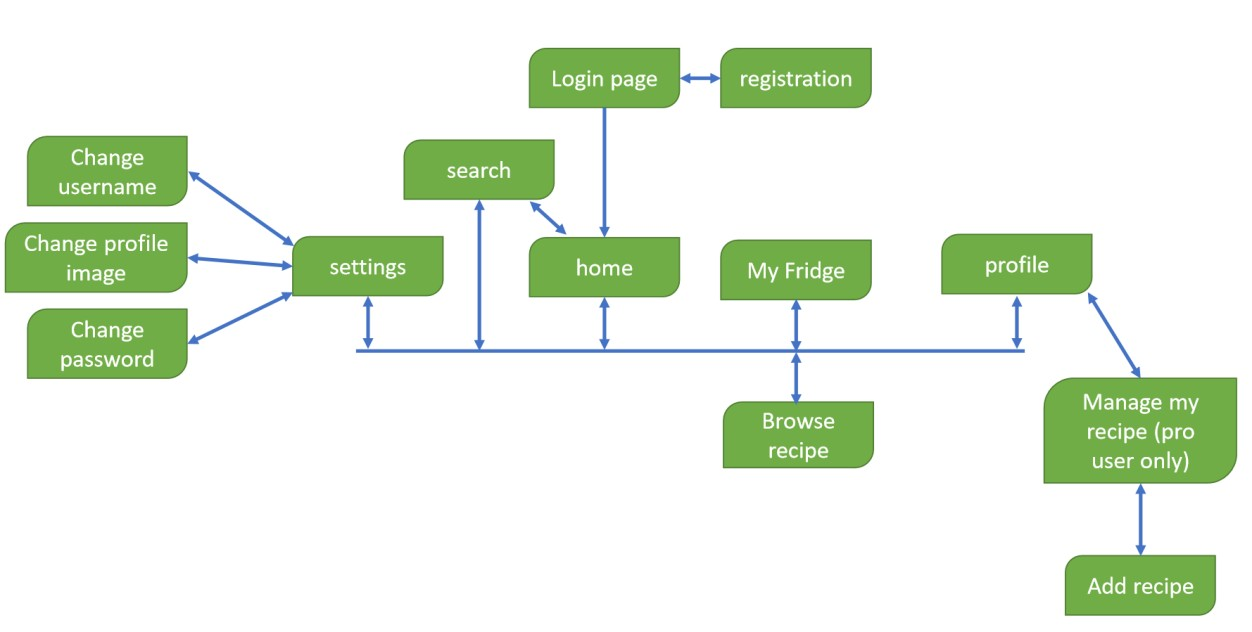 Login page
registration
Change
username
search
Change profile
image
settings
home
My Fridge
profile
Change
password
Browse
recipe
Manage my
recipe (pro
user only)
Add recipe